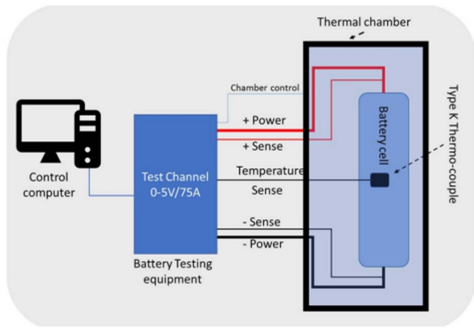 Thermal chamber
Chamber control
+ Power
+ Sense
Control
computer
Test Channel
0-5V/75A
Temperature
Sense
Battery cell
Type K Thermo-couple
- Sense
- Power
Battery Testing
equipment